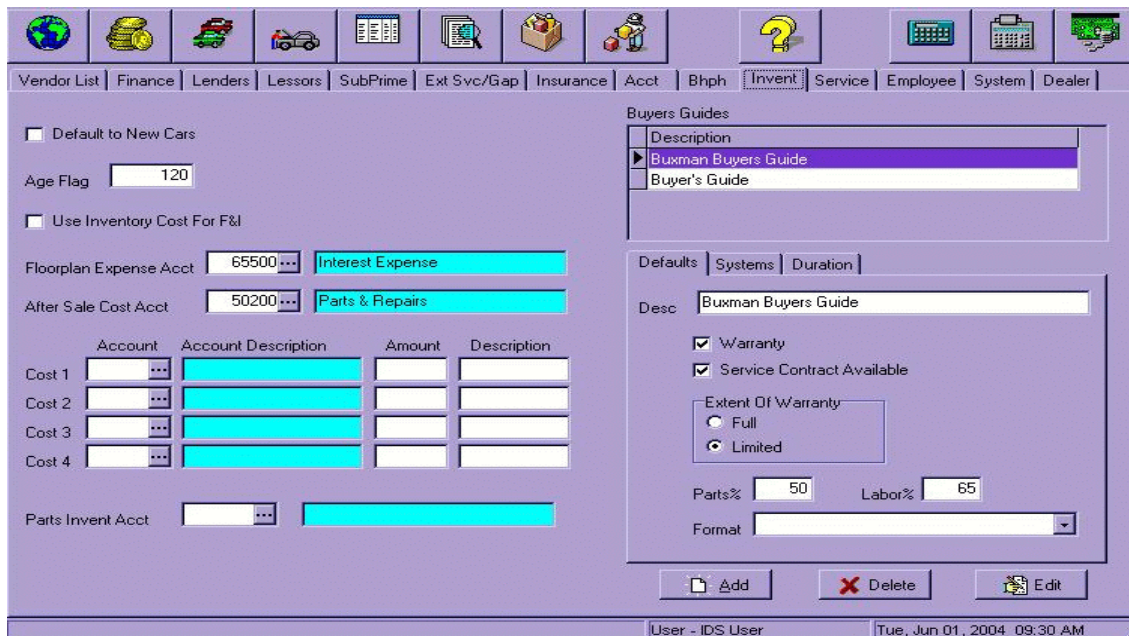 Vendor List Finance Lenders Lessors SubPrime Ext Svc/Gap Insurance Acct Bhph Invent Service Employee System Dealer
Default to New Cars
Age Flag 120
Use Inventory Cost For F&I
Floorplan Expense Acct 65500 Interest Expense
After Sale Cost Acct 50200 Parts & Repairs
Account Account Description Amount Description
Cost 1
Cost 2
Cost 3
Cost 4
Parts Invent Acct
Buyers Guides
Description
Buxman Buyers Guide
Buyer's Guide
Defaults Systems Duration
Desc Buxman Buyers Guide
Warranty
Service Contract Available
Extent Of Warranty
Full
Limited
Parts% 50 Labor% 65
Format
Add Delete Edit
User - IDS User Tue, Jun 01, 2004 09:30 AM